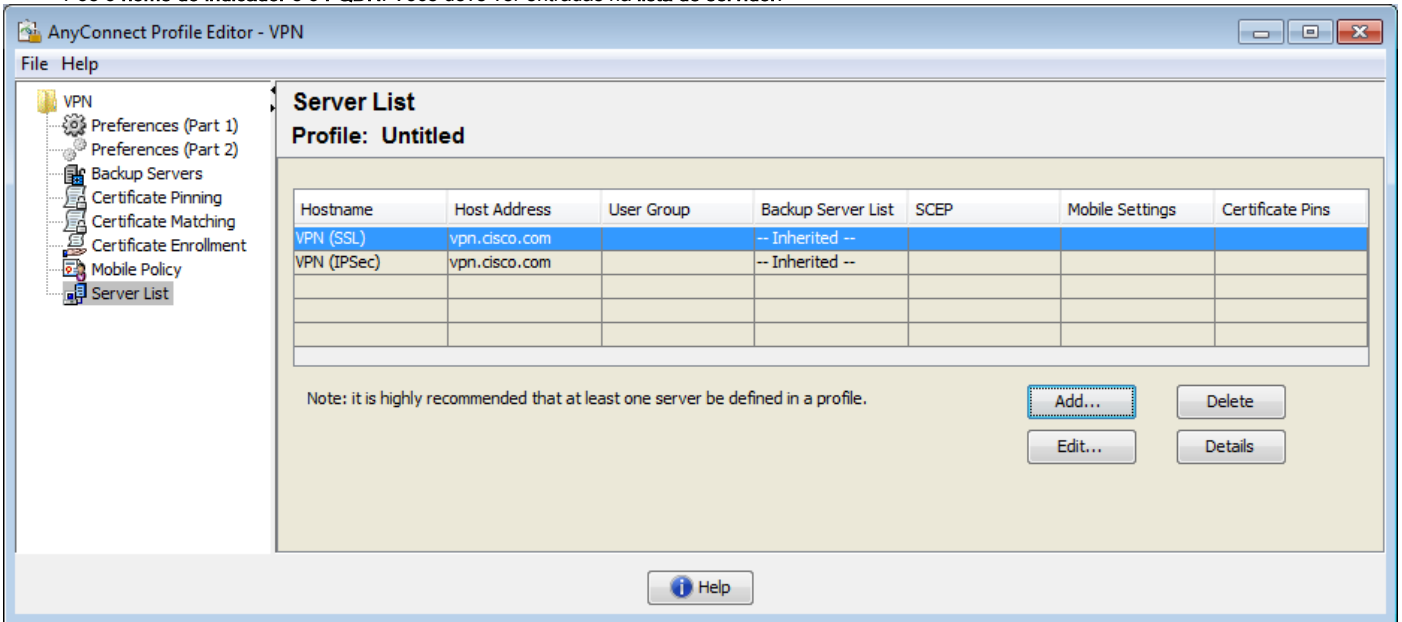 AnyConnect Profile Editor - VPN
File Help
VPN
Preferences (Part 1)
Preferences (Part 2)
Backup Servers
Certificate Pinning
Certificate Matching
Certificate Enrollment
Mobile Policy
Server List
Server List
Profile: Untitled
Hostname Host Address User Group Backup Server List SCEP Mobile Settings Certificate Pins
VPN (SSL) vpn.cisco.com -- Inherited --
VPN (IPSec) vpn.cisco.com -- Inherited --
Note: it is highly recommended that at least one server be defined in a profile.
Add... Delete
Edit... Details
Help